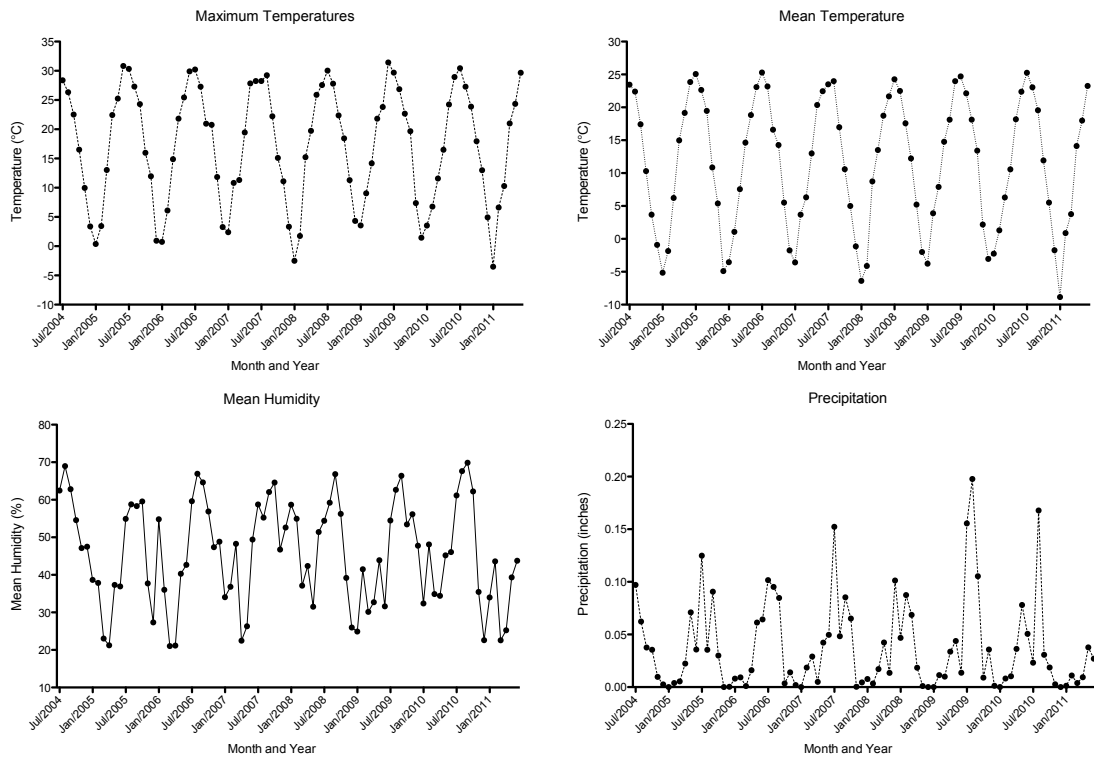 Maximum Temperatures
35
30
25
20
15
10
5
0
-5
-10
Temperature (°C)
Jul/2004
Jan/2005
Jul/2005
Jan/2006
Jul/2006
Jan/2007
Jul/2007
Jan/2008
Jul/2008
Jan/2009
Jul/2009
Jan/2010
Jul/2010
Jan/2011
Month and Year
Mean Temperature
30
25
20
15
10
5
0
-5
-10
Temperature (°C)
Jul/2004
Jan/2005
Jul/2005
Jan/2006
Jul/2006
Jan/2007
Jul/2007
Jan/2008
Jul/2008
Jan/2009
Jul/2009
Jan/2010
Jul/2010
Jan/2011
Month and Year
Mean Humidity
80
70
60
50
40
30
20
10
Mean Humidity (%)
Jul/2004
Jan/2005
Jul/2005
Jan/2006
Jul/2006
Jan/2007
Jul/2007
Jan/2008
Jul/2008
Jan/2009
Jul/2009
Jan/2010
Jul/2010
Jan/2011
Month and Year
Precipitation
0.25
0.20
0.15
0.10
0.05
0.00
Precipitation (inches)
Jul/2004
Jan/2005
Jul/2005
Jan/2006
Jul/2006
Jan/2007
Jul/2007
Jan/2008
Jul/2008
Jan/2009
Jul/2009
Jan/2010
Jul/2010
Jan/2011
Month and Year